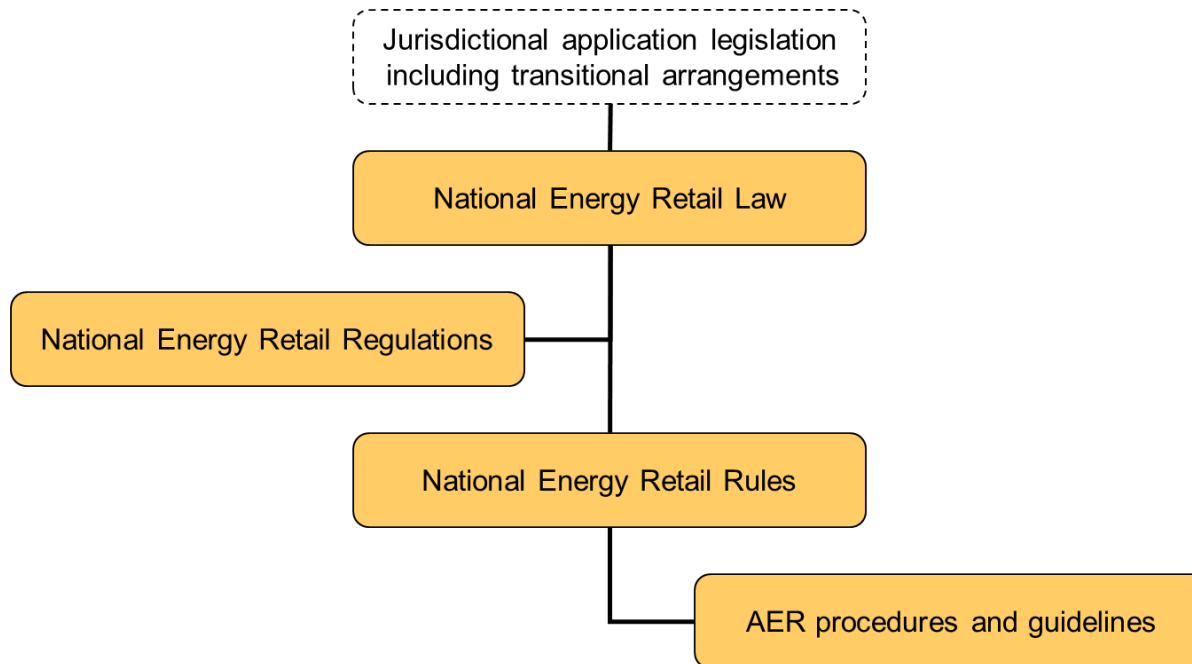 Jurisdictional application legislation
including transitional arrangements
National Energy Retail Law
National Energy Retail Regulations
National Energy Retail Rules
AER procedures and guidelines